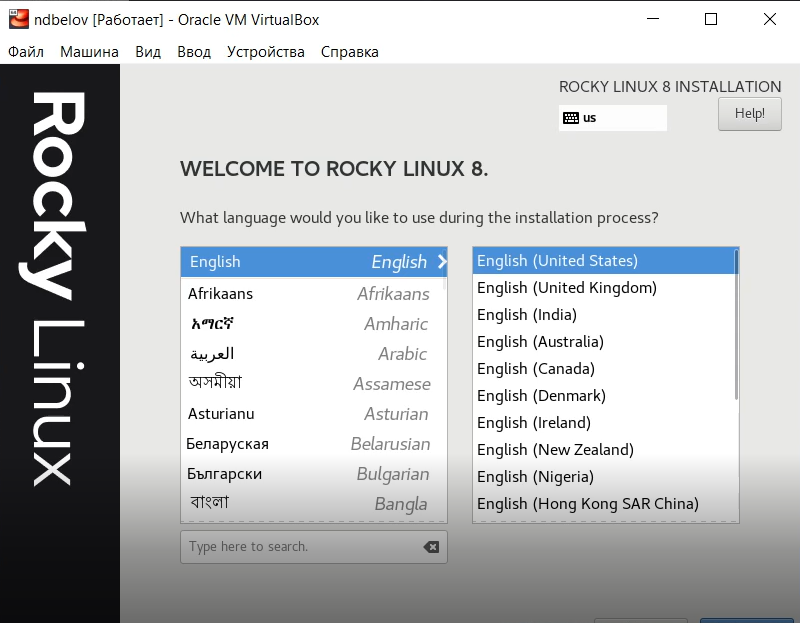 ndbelov [Работает] - Oracle VM VirtualBox
Файл Машина Вид Ввод Устройства Справка
Rocky Linux
ROCKY LINUX 8 INSTALLATION
us
Help!
WELCOME TO ROCKY LINUX 8.
What language would you like to use during the installation process?
English English
Afrikaans Afrikaans
አማርኛ Amharic
العربية Arabic
অসমীয়া Assamese
Asturianu Asturian
Беларуская Belarusian
Български Bulgarian
বাংলা Bangla
Type here to search.
English (United States)
English (United Kingdom)
English (India)
English (Australia)
English (Canada)
English (Denmark)
English (Ireland)
English (New Zealand)
English (Nigeria)
English (Hong Kong SAR China)